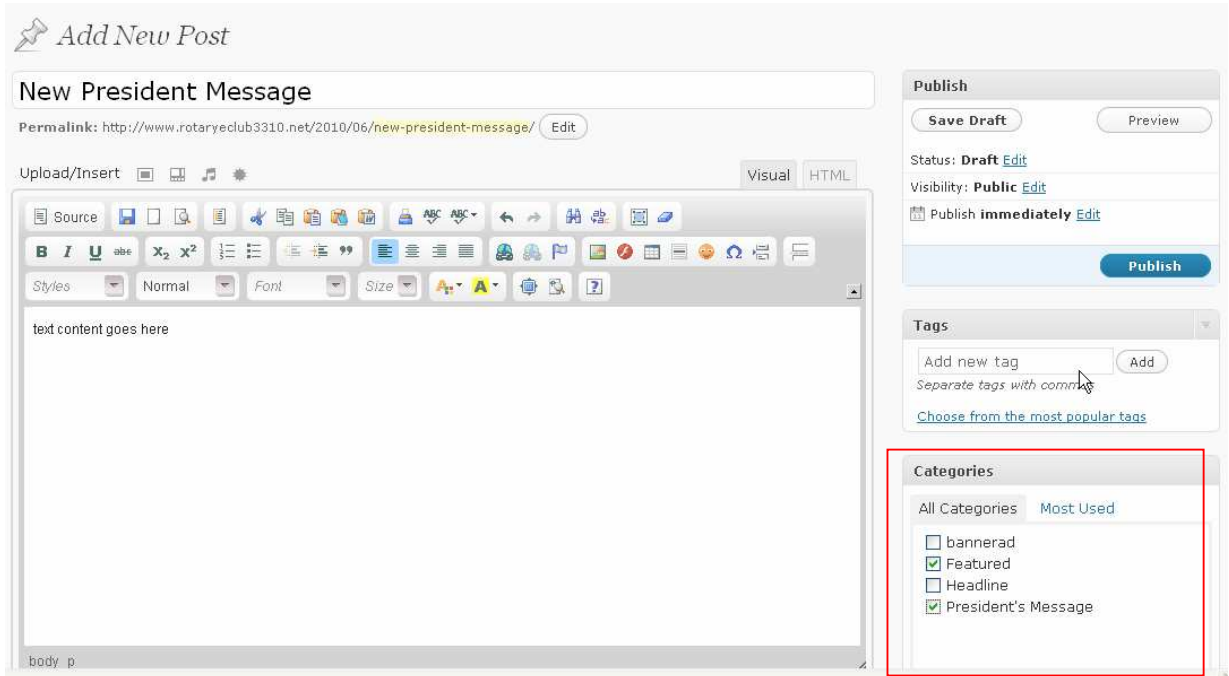 Add New Post
New President Message
Permalink: http://www.rotaryeclub3310.net/2010/06/new-president-message/ Edit
Upload/Insert
Visual HTML
Source
B I U abc X2 X2
Styles Normal Font Size
text content goes here
body p
Publish
Save Draft Preview
Status: Draft Edit
Visibility: Public Edit
Publish immediately Edit
Publish
Tags
Add new tag Add
Separate tags with
Choose from the most popular tags
Categories
All Categories Most Used
bannerad
Featured
Headline
President's Message